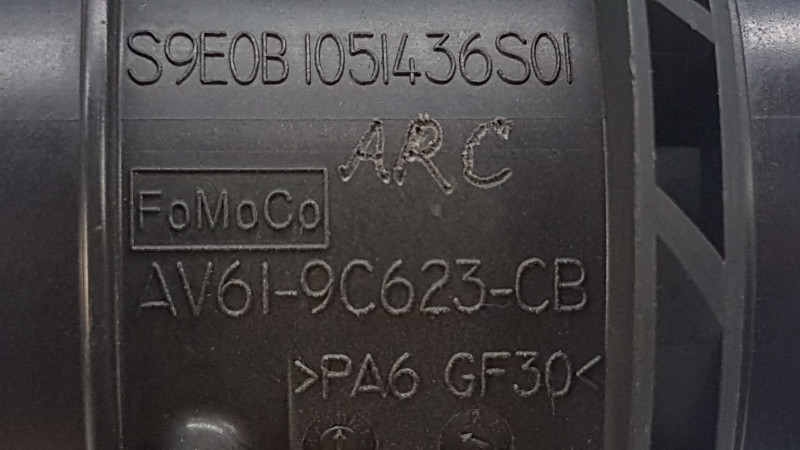 S9E0B 1051436S01
ARC
FoMoCo
AV61-9C623-CB
>PA6 GF30<